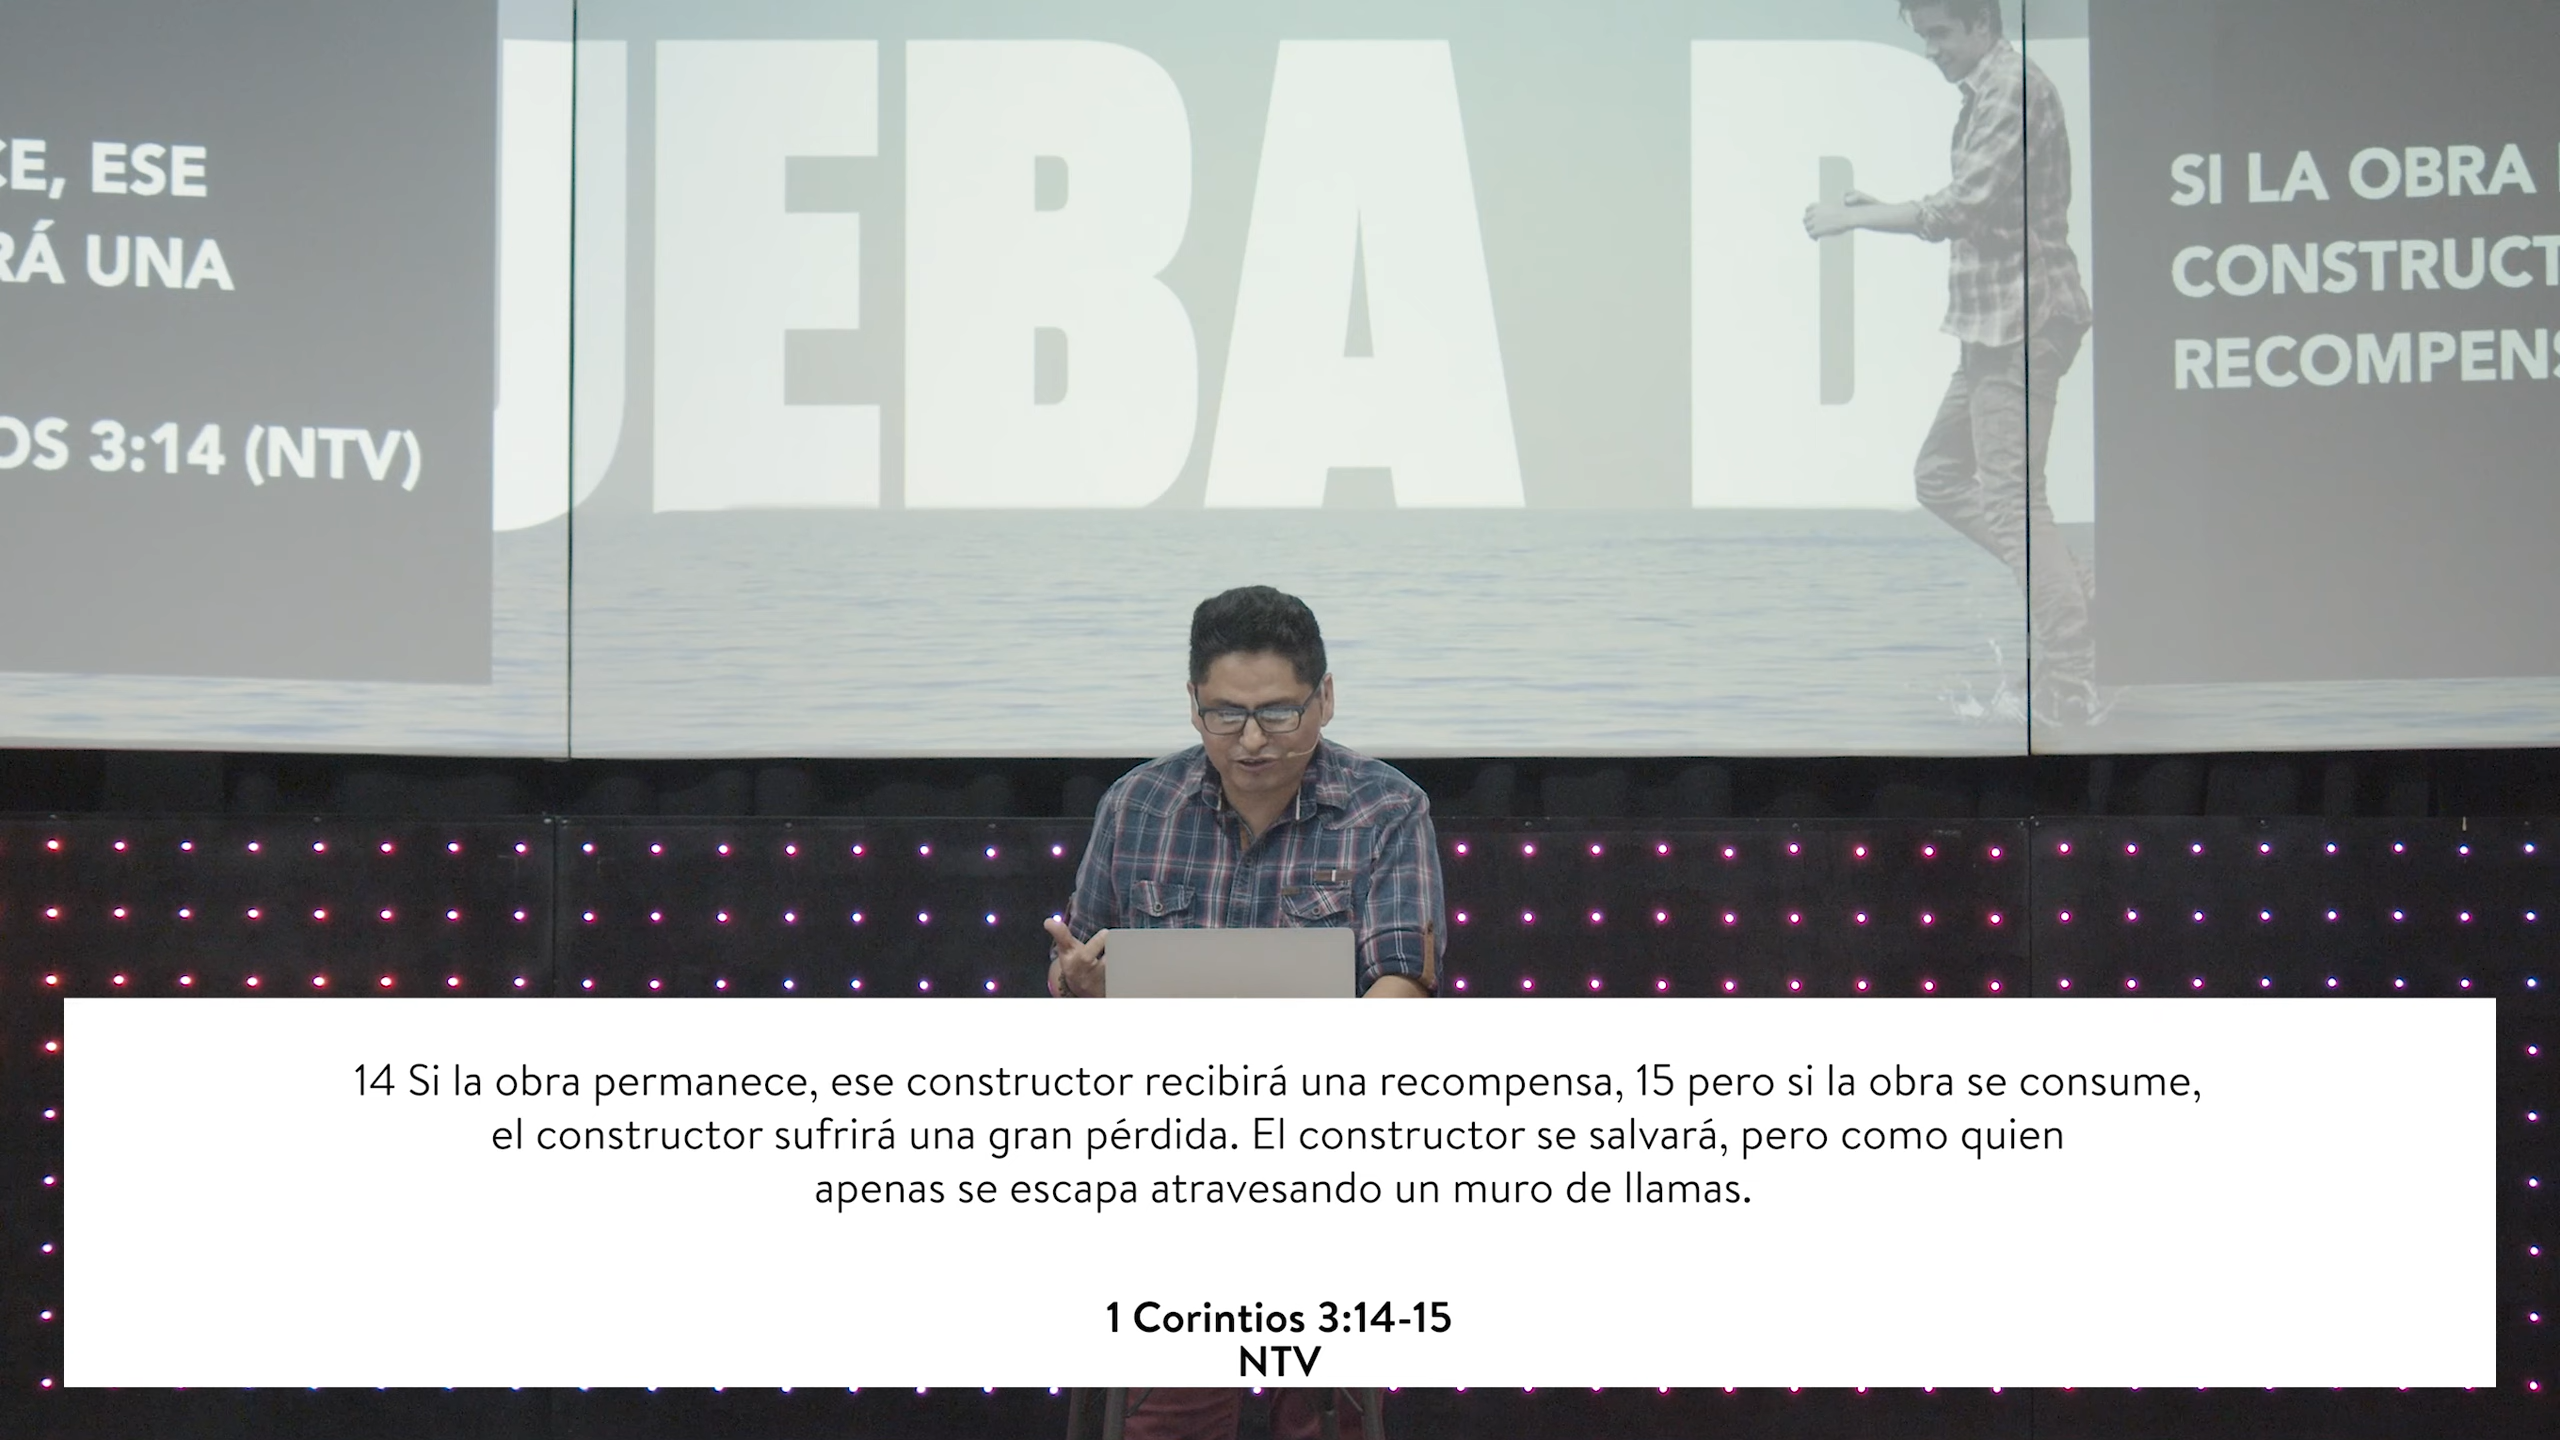 CE, ESE
RÁ UNA
OS 3:14 (NTV)
UEBA D
SI LA OBRA
CONSTRUCT
RECOMPENS
14 Si la obra permanece, ese constructor recibirá una recompensa, 15 pero si la obra se consume,
el constructor sufrirá una gran pérdida. El constructor se salvará, pero como quien
apenas se escapa atravesando un muro de llamas.
1 Corintios 3:14-15
NTV